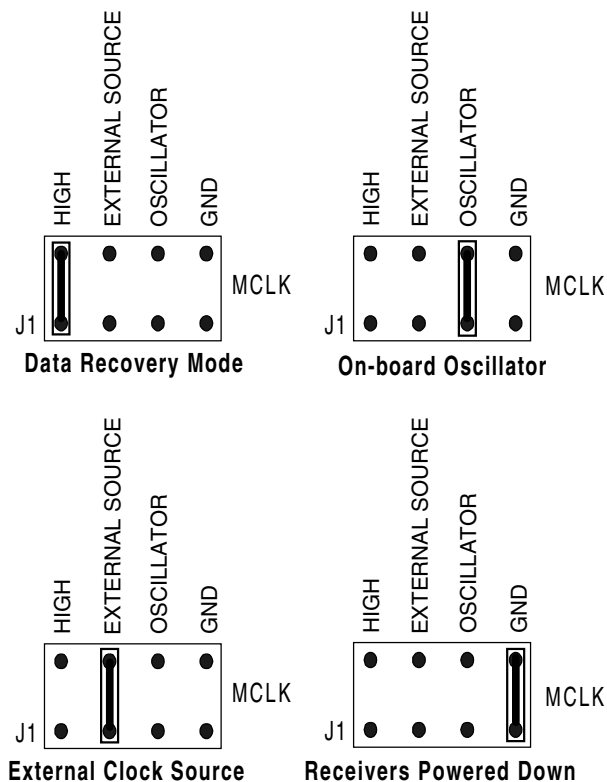 HIGH
EXTERNAL SOURCE
OSCILLATOR
GND
MCLK
J1
Data Recovery Mode
HIGH
EXTERNAL SOURCE
OSCILLATOR
GND
MCLK
J1
On-board Oscillator
HIGH
EXTERNAL SOURCE
OSCILLATOR
GND
MCLK
J1
External Clock Source
HIGH
EXTERNAL SOURCE
OSCILLATOR
GND
MCLK
J1
Receivers Powered Down